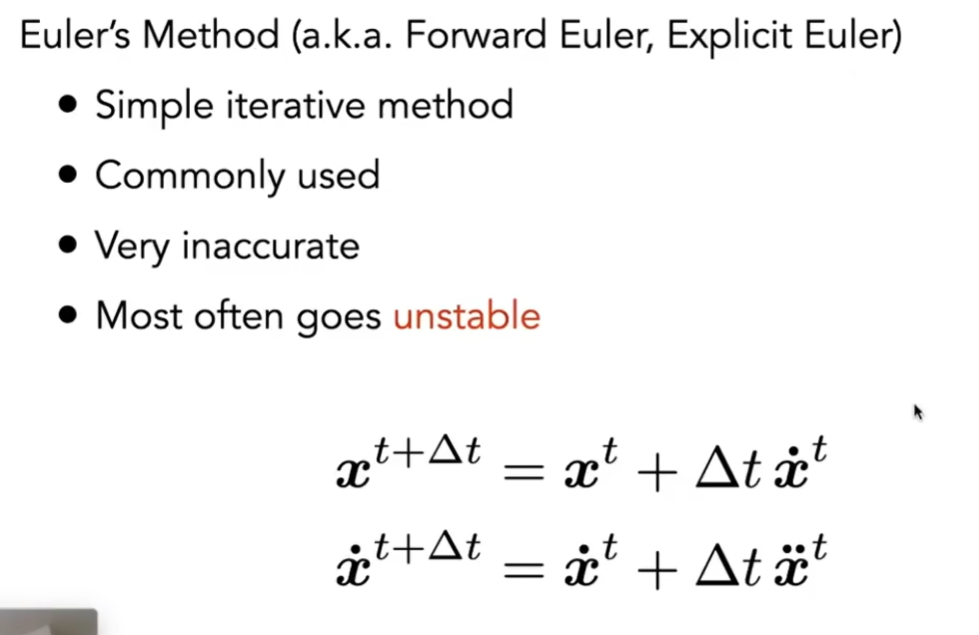 Euler’s Method (a.k.a. Forward Euler, Explicit Euler)
• Simple iterative method
• Commonly used
• Very inaccurate
• Most often goes unstable
$\boldsymbol{x}^{t+\Delta t} = \boldsymbol{x}^{t} + \Delta t \, \dot{\boldsymbol{x}}^{t}$
$\dot{\boldsymbol{x}}^{t+\Delta t} = \dot{\boldsymbol{x}}^{t} + \Delta t \, \ddot{\boldsymbol{x}}^{t}$